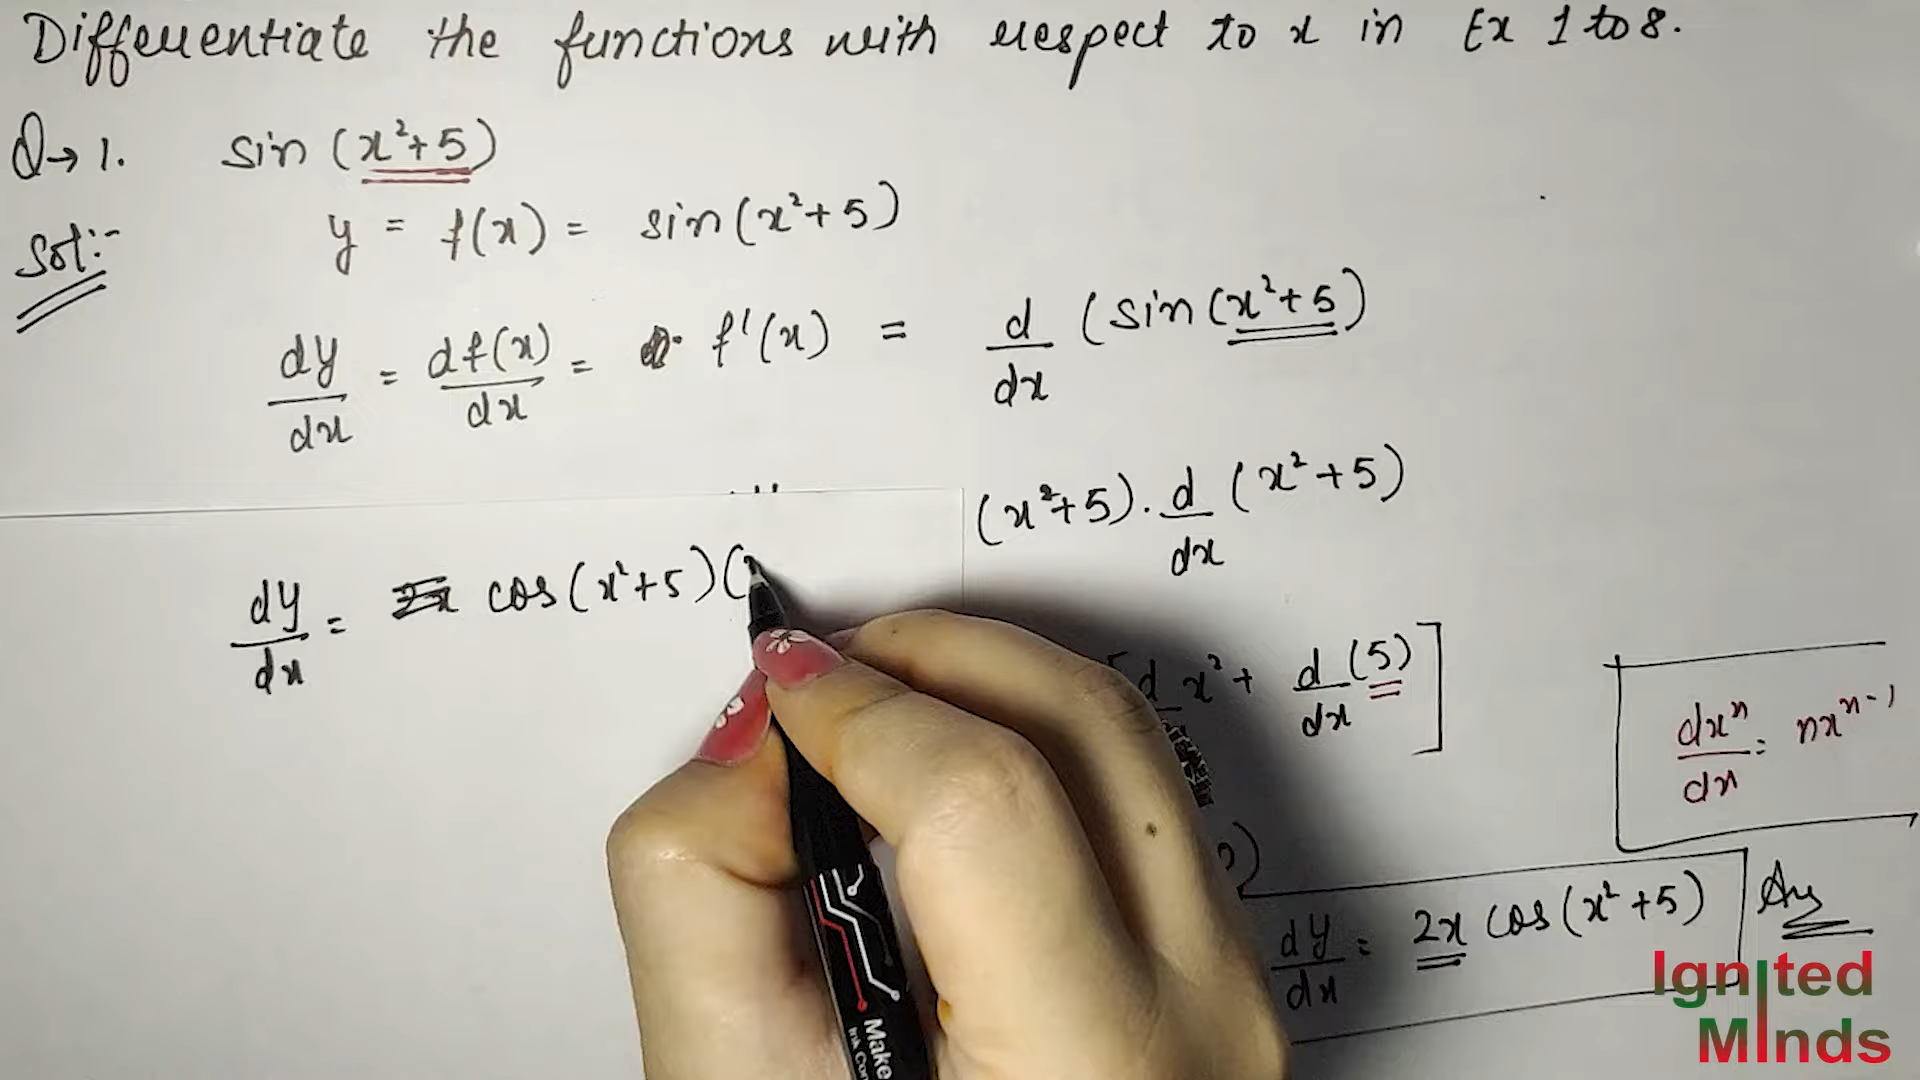 Differentiate the functions with respect to x in Ex 1 to 8.
Q→ 1. sin (x²+5)
Sol:- y = f(x) = sin(x²+5)
dy/dx = df(x)/dx = f'(x) = d/dx (sin(x²+5)
(x²+5). d/dx (x²+5)
dy/dx = cos(x²+5)(
d x² + d/dx (5)]
dxⁿ/dx = nxⁿ⁻¹
dy/dx = 2x cos(x²+5) Ans
Make
Ignited
Minds